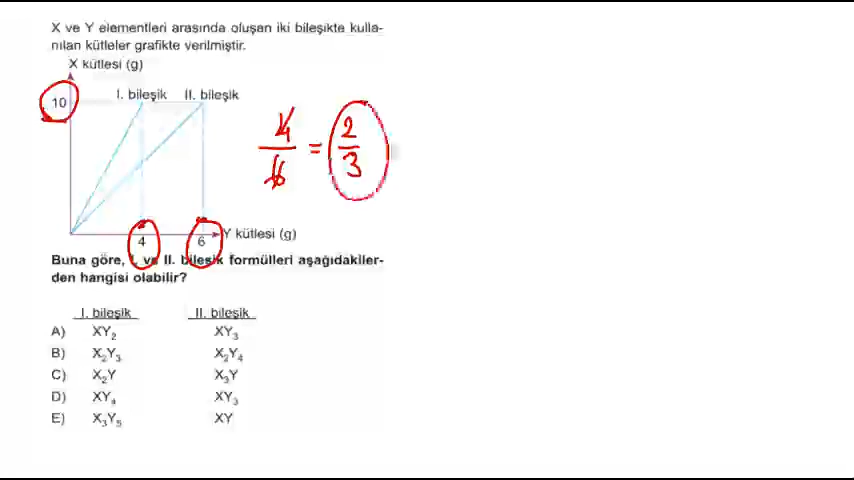 X ve Y elementleri arasında oluşan iki bileşikte kulla-
nılan kütleler grafikte verilmiştir.
X kütlesi (g)
I. bileşik II. bileşik
10
4/6 = 2/3
4 6 Y kütlesi (g)
Buna göre, I. ve II. bileşik formülleri aşağıdakiler-
den hangisi olabilir?
I. bileşik II. bileşik
A) XY₂ XY₃
B) X₂Y₃ X₂Y₄
C) X₂Y X₃Y
D) XY₄ XY₃
E) X₃Y₅ XY